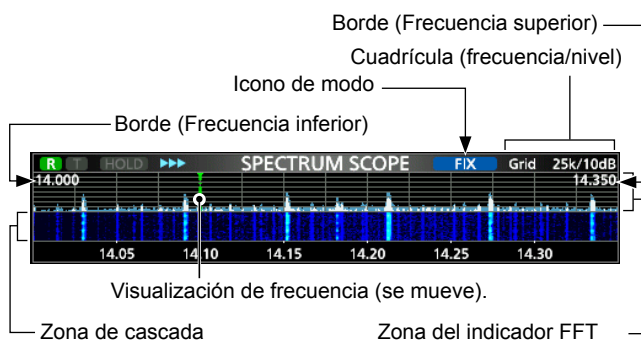 Borde (Frecuencia superior)
Cuadrícula (frecuencia/nivel)
Icono de modo
Borde (Frecuencia inferior)
R T HOLD SPECTRUM SCOPE FIX Grid 25k/10dB
14.000 14.350
14.05 14.10 14.15 14.20 14.25 14.30
Visualización de frecuencia (se mueve).
Zona de cascada Zona del indicador FFT